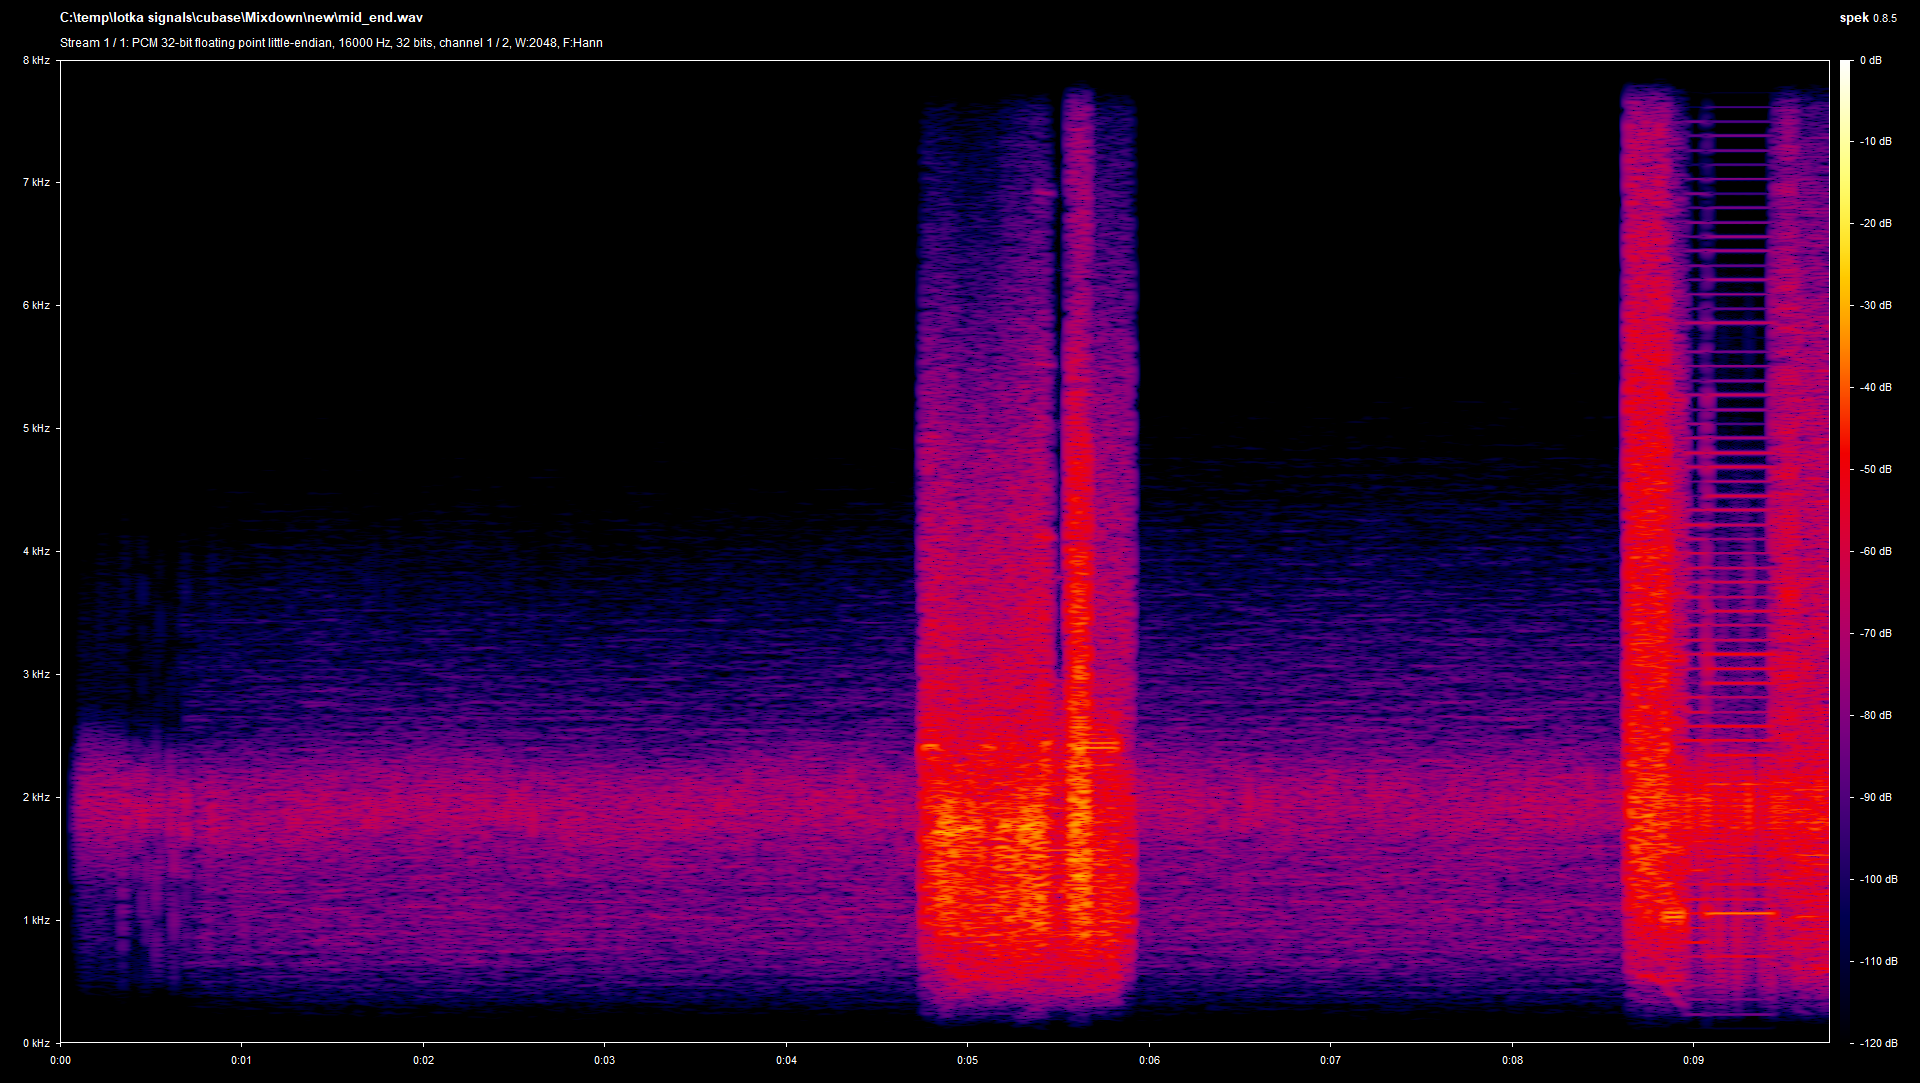 C:\temp\lotka signals\cubase\Mixdown\new\mid_end.wav
spek 0.8.5
Stream 1 / 1: PCM 32-bit floating point little-endian, 16000 Hz, 32 bits, channel 1 / 2, W:2048, F:Hann
8 kHz
7 kHz
6 kHz
5 kHz
4 kHz
3 kHz
2 kHz
1 kHz
0 kHz
0:00
0:01
0:02
0:03
0:04
0:05
0:06
0:07
0:08
0:09
0 dB
-10 dB
-20 dB
-30 dB
-40 dB
-50 dB
-60 dB
-70 dB
-80 dB
-90 dB
-100 dB
-110 dB
-120 dB